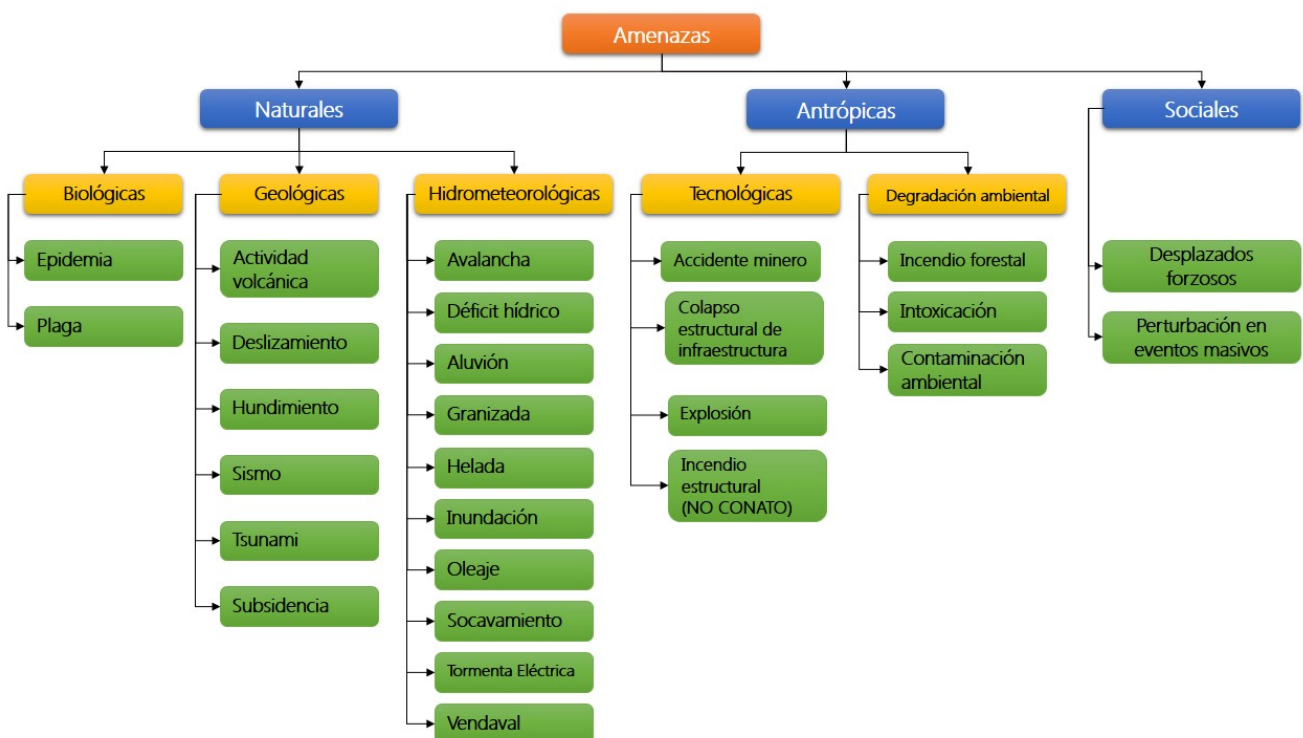 Amenazas
Naturales
Antrópicas
Sociales
Biológicas
Geológicas
Hidrometeorológicas
Tecnológicas
Degradación ambiental
Epidemia
Plaga
Actividad
volcánica
Deslizamiento
Hundimiento
Sismo
Tsunami
Subsidencia
Avalancha
Déficit hídrico
Aluvión
Granizada
Helada
Inundación
Oleaje
Socavamiento
Tormenta Eléctrica
Vendaval
Accidente minero
Colapso
estructural de
infraestructura
Explosión
Incendio
estructural
(NO CONATO)
Incendio forestal
Intoxicación
Contaminación
ambiental
Desplazados
forzosos
Perturbación en
eventos masivos